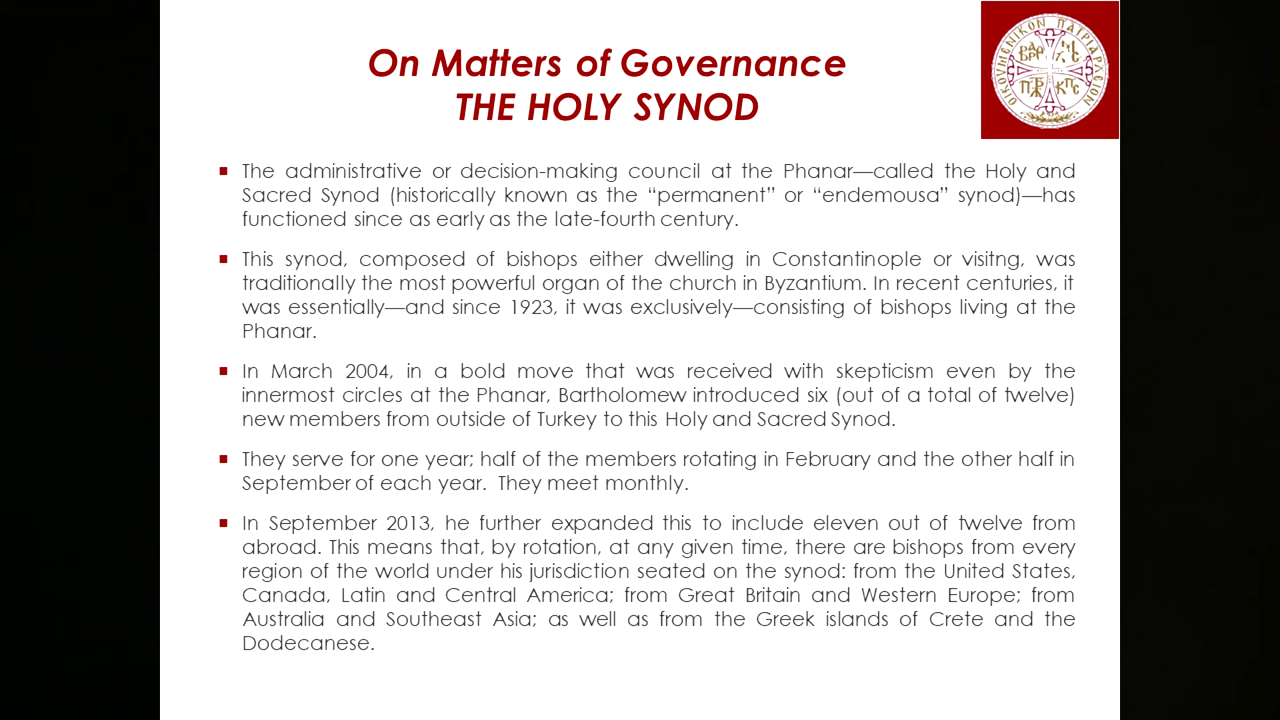 On Matters of Governance
THE HOLY SYNOD
ΟΙΚΟΥΜΕΝΙΚΟΝ ΠΑΤΡΙΑΡΧΕΙΟΝ
The administrative or decision-making council at the Phanar—called the Holy and
Sacred Synod (historically known as the “permanent” or “endemousa” synod)—has
functioned since as early as the late-fourth century.
This synod, composed of bishops either dwelling in Constantinople or visitng, was
traditionally the most powerful organ of the church in Byzantium. In recent centuries, it
was essentially—and since 1923, it was exclusively—consisting of bishops living at the
Phanar.
In March 2004, in a bold move that was received with skepticism even by the
innermost circles at the Phanar, Bartholomew introduced six (out of a total of twelve)
new members from outside of Turkey to this Holy and Sacred Synod.
They serve for one year; half of the members rotating in February and the other half in
September of each year. They meet monthly.
In September 2013, he further expanded this to include eleven out of twelve from
abroad. This means that, by rotation, at any given time, there are bishops from every
region of the world under his jurisdiction seated on the synod: from the United States,
Canada, Latin and Central America; from Great Britain and Western Europe; from
Australia and Southeast Asia; as well as from the Greek islands of Crete and the
Dodecanese.